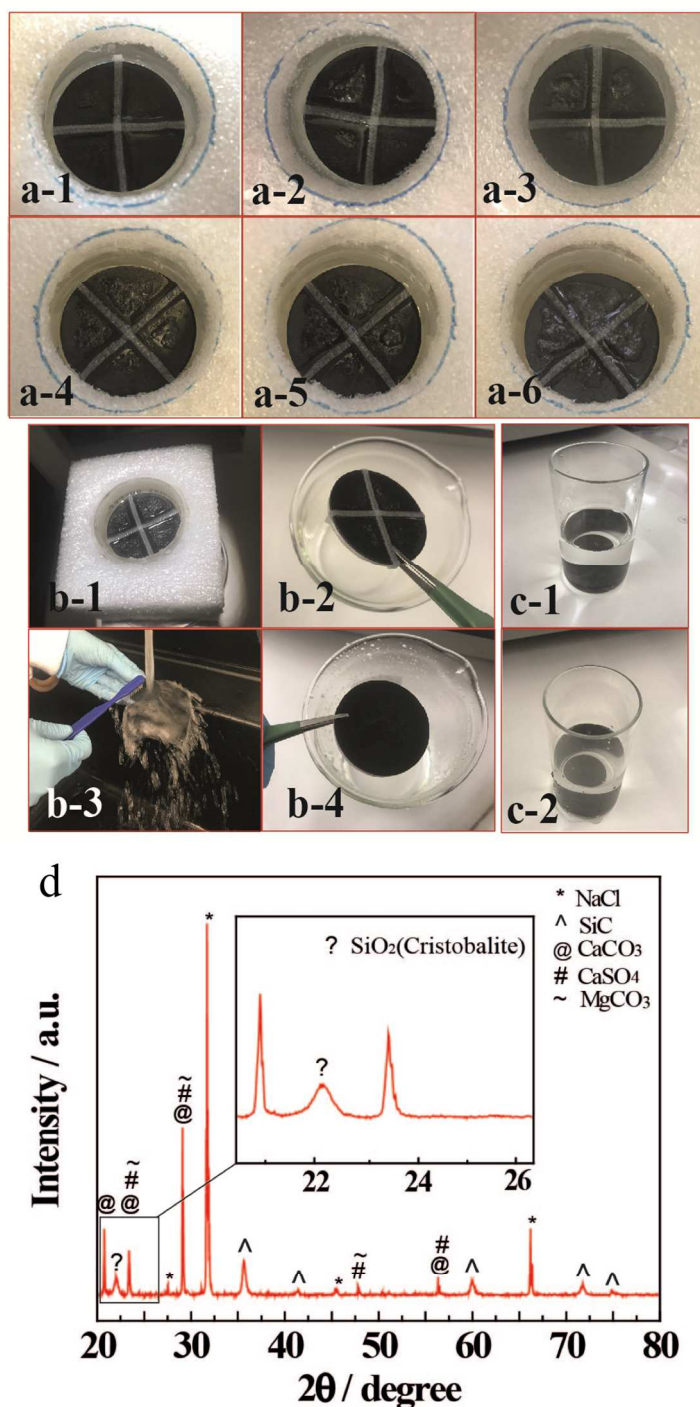 a-1
a-2
a-3
a-4
a-5
a-6
b-1
b-2
c-1
b-3
b-4
c-2
d
* NaCl
^ SiC
@ CaCO₃
# CaSO₄
~ MgCO₃
? SiO₂(Cristobalite)
?
22
24
26
*
~
#
@
~
#
@ @
?
*
^
^
*
~
#
#
@
^
*
^
^
Intensity / a.u.
20 30 40 50 60 70 80
2θ / degree